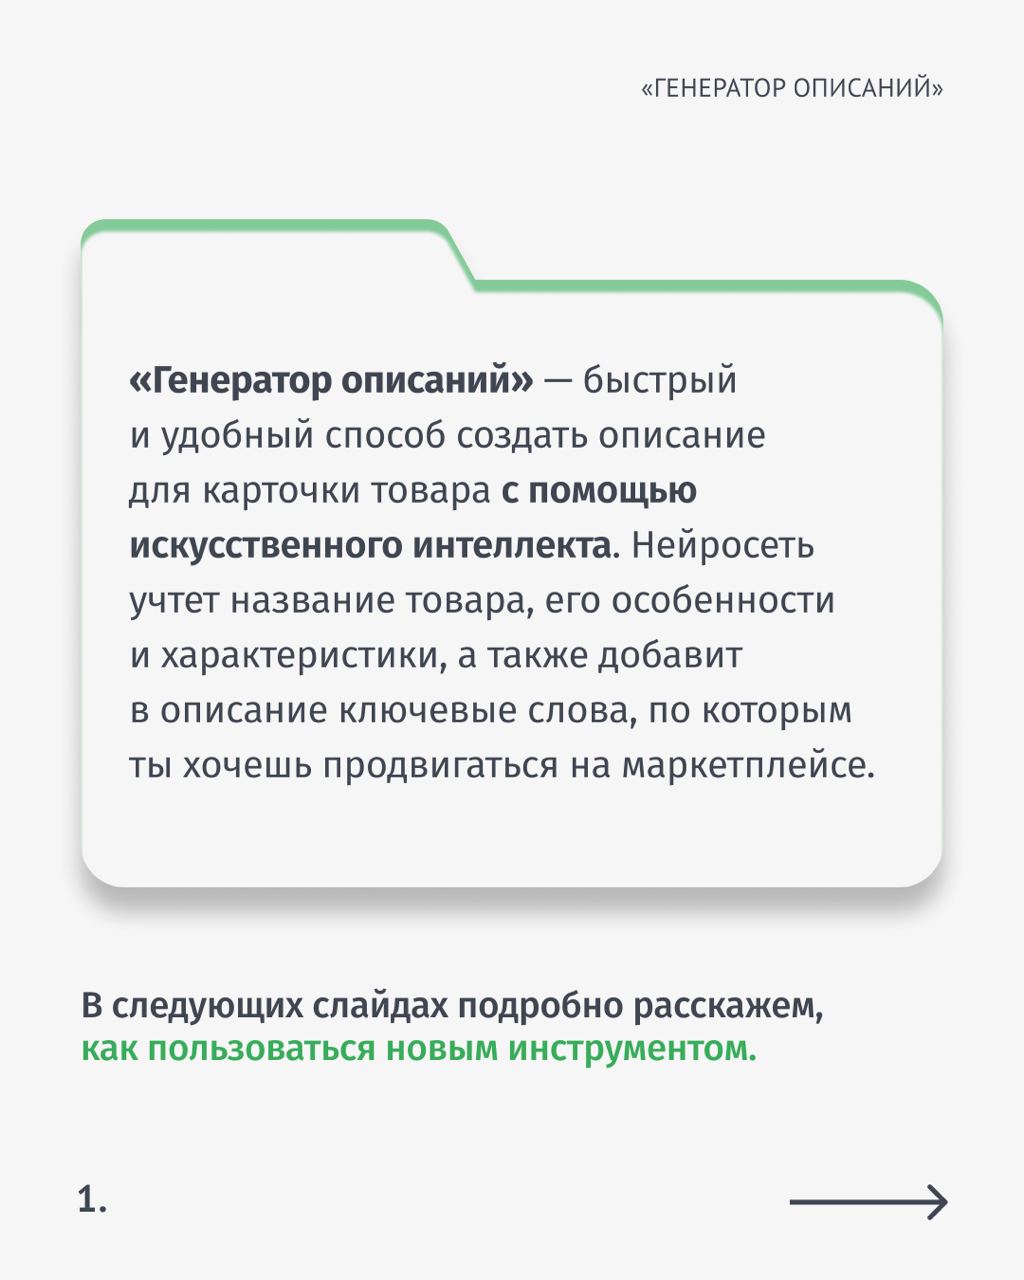 «ГЕНЕРАТОР ОПИСАНИЙ»
«Генератор описаний» — быстрый
и удобный способ создать описание
для карточки товара с помощью
искусственного интеллекта. Нейросеть
учтет название товара, его особенности
и характеристики, а также добавит
в описание ключевые слова, по которым
ты хочешь продвигаться на маркетплейсе.
В следующих слайдах подробно расскажем,
как пользоваться новым инструментом.
1.